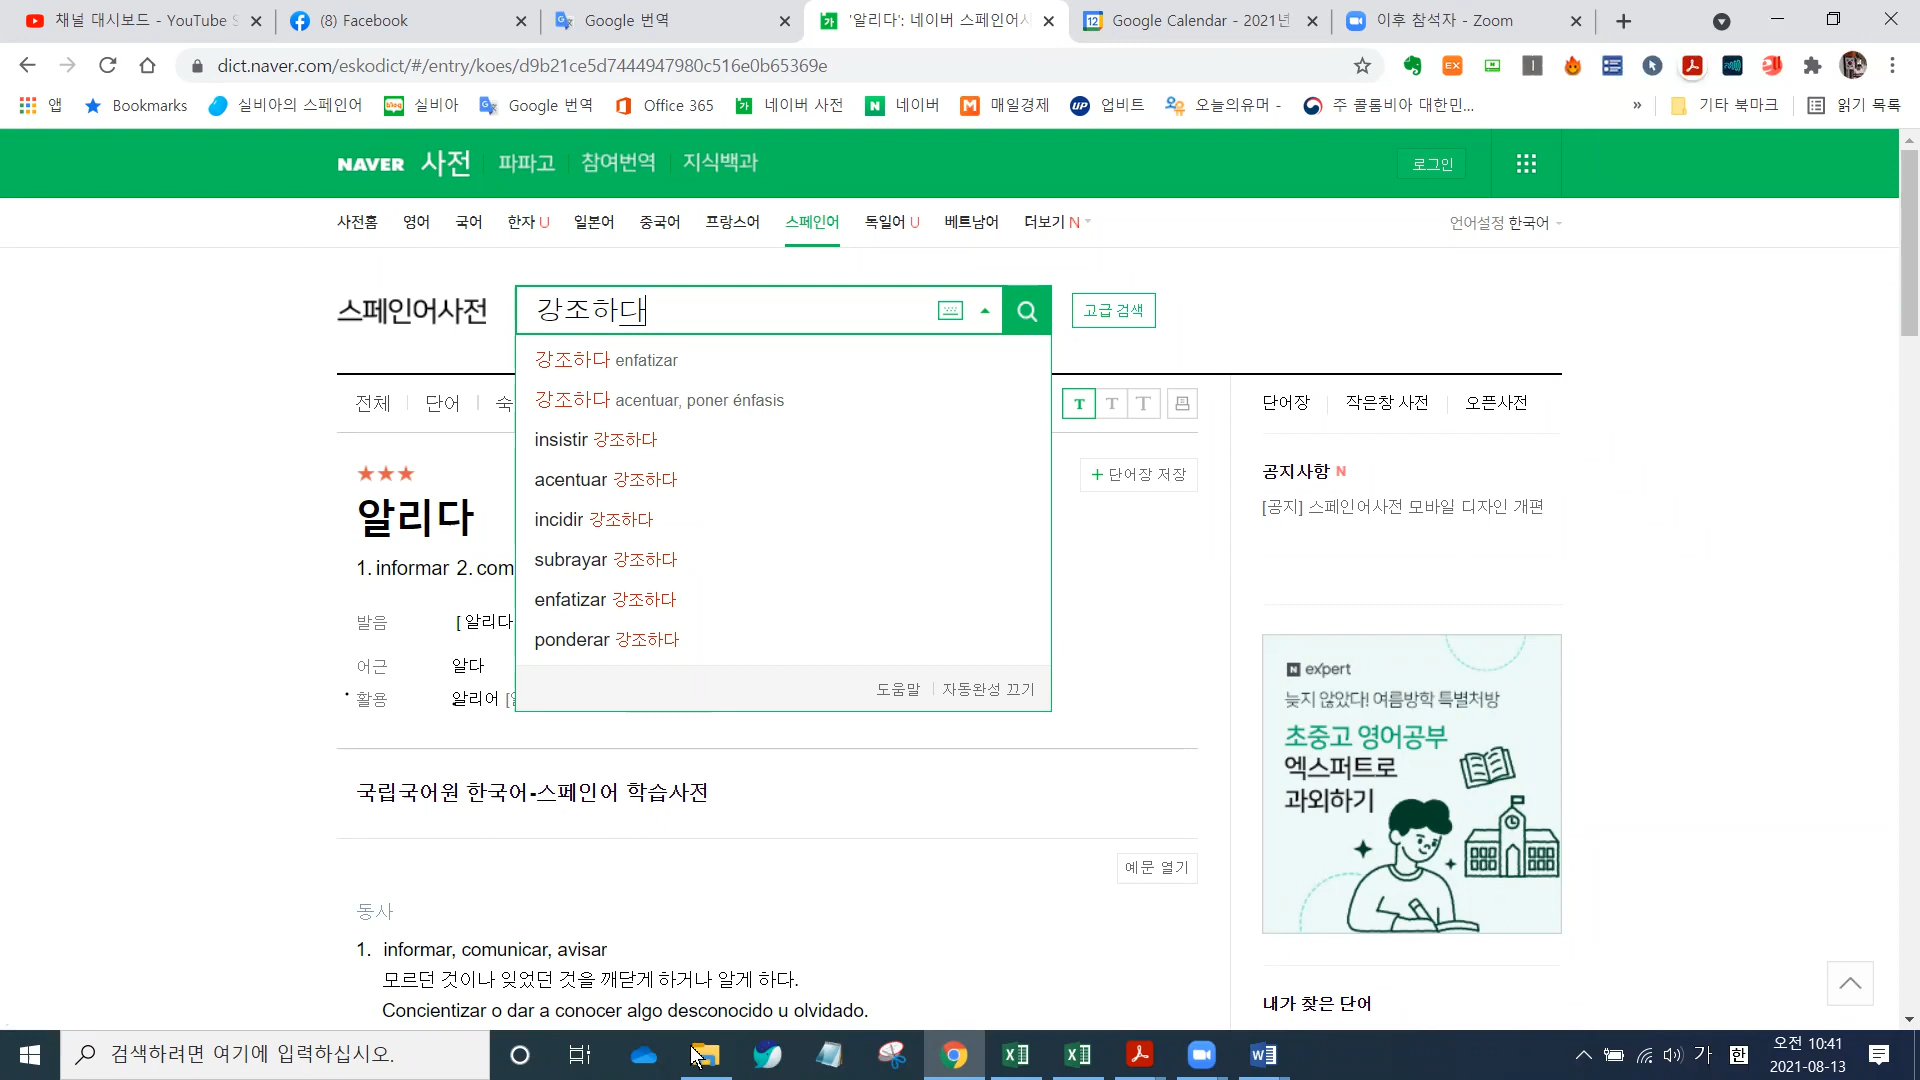 채널 대시보드 - YouTube S
(8) Facebook
Google 번역
'알리다': 네이버 스페인어사
Google Calendar - 2021년
이후 참석자 - Zoom
dict.naver.com/eskodict/#/entry/koes/d9b21ce5d7444947980c516e0b65369e
앱 Bookmarks 실비아의 스페인어 실비아 Google 번역 Office 365 네이버 사전 네이버 매일경제 업비트 오늘의유머 - 주 콜롬비아 대한민... » 기타 북마크 읽기 목록
NAVER 사전 파파고 참여번역 지식백과 로그인
사전홈 영어 국어 한자 U 일본어 중국어 프랑스어 스페인어 독일어 U 베트남어 더보기 N 언어설정 한국어
스페인어사전 강조하다 고급 검색
강조하다 enfatizar
강조하다 acentuar, poner énfasis
insistir 강조하다
acentuar 강조하다
incidir 강조하다
subrayar 강조하다
enfatizar 강조하다
ponderar 강조하다
도움말 자동완성 끄기
전체 단어 숙 T T T
+ 단어장 저장
알리다
1. informar 2. com
발음 [ 알리다
어근 알다
활용 알리어 [
국립국어원 한국어-스페인어 학습사전
예문 열기
동사
1. informar, comunicar, avisar
모르던 것이나 잊었던 것을 깨닫게 하거나 알게 하다.
Concientizar o dar a conocer algo desconocido u olvidado.
단어장 작은창 사전 오픈사전
공지사항 N
[공지] 스페인어사전 모바일 디자인 개편
N expert
늦지 않았다! 여름방학 특별처방
초중고 영어공부
엑스퍼트로
과외하기
내가 찾은 단어
검색하려면 여기에 입력하십시오.
가 한
오전 10:41
2021-08-13